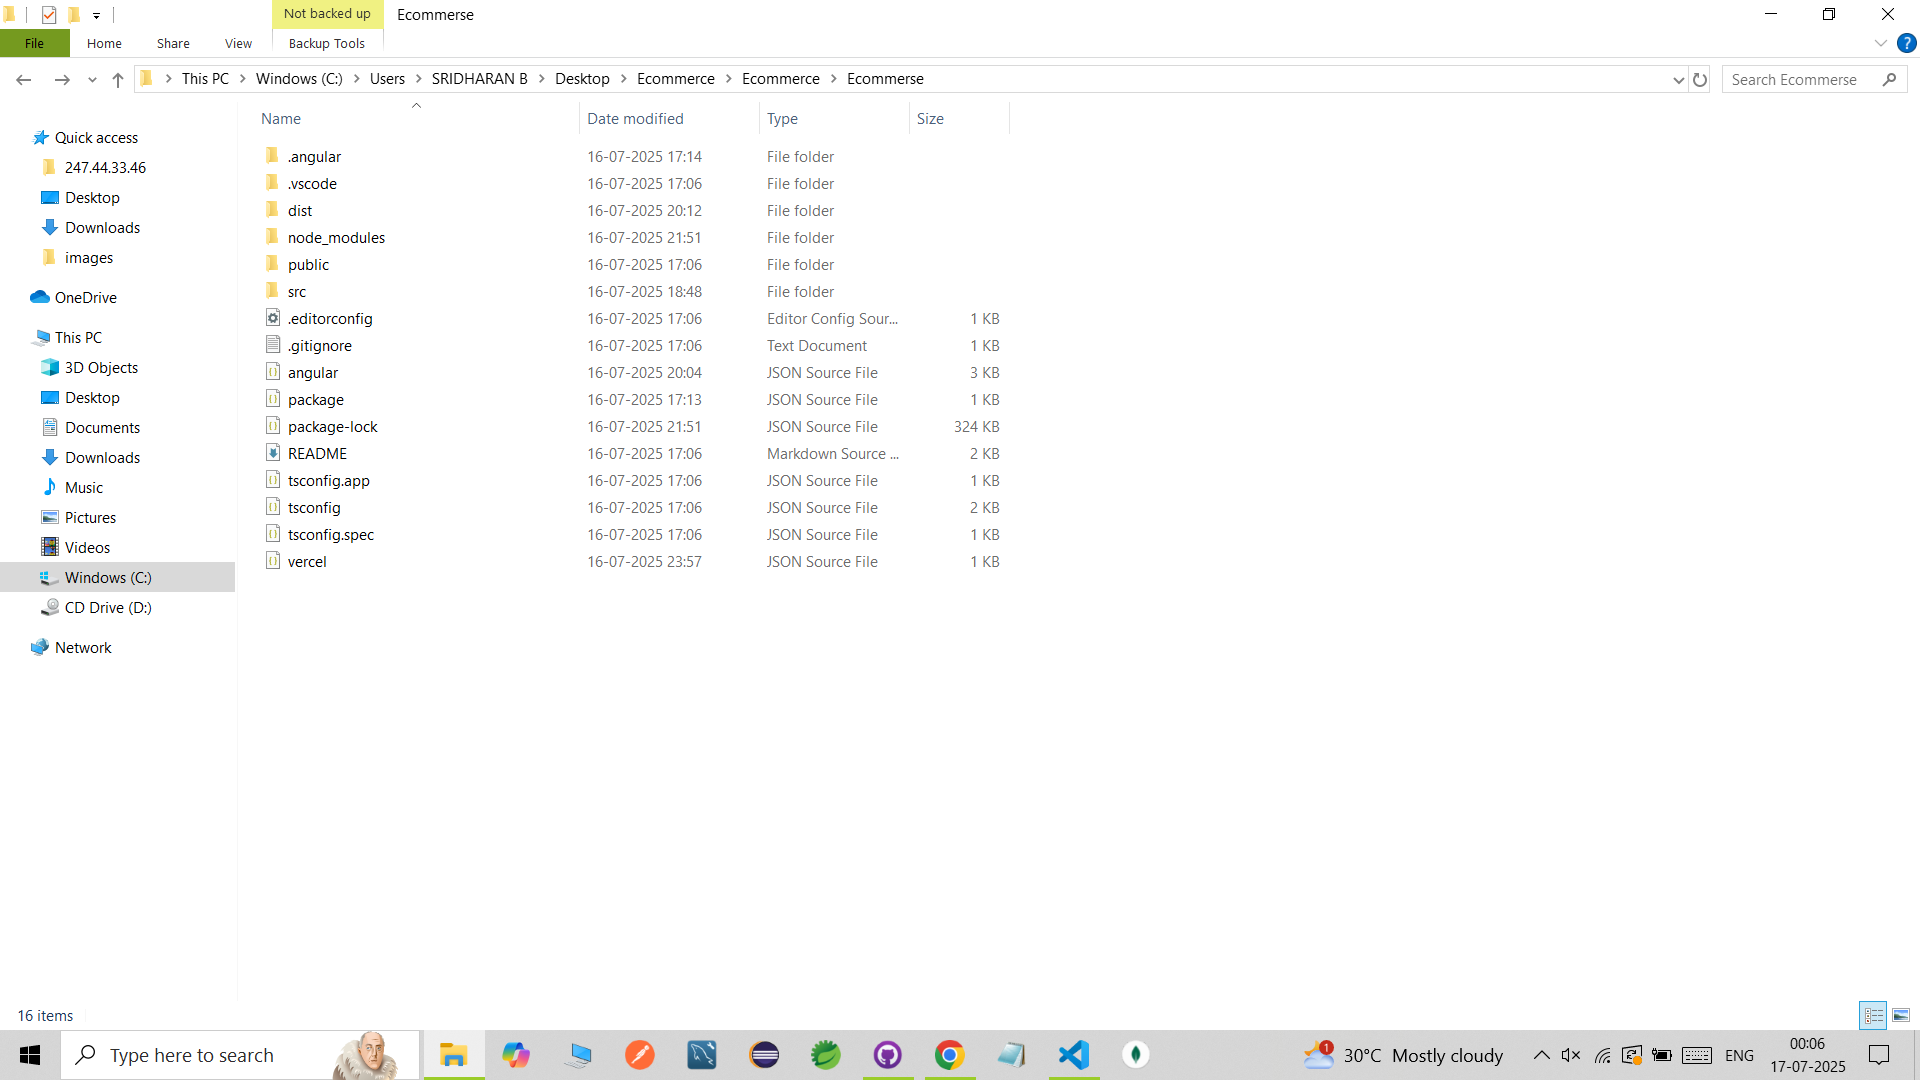 Not backed up Ecommerse
File Home Share View Backup Tools
This PC Windows (C:) Users SRIDHARAN B Desktop Ecommerce Ecommerce Ecommerse Search Ecommerse
Quick access
247.44.33.46
Desktop
Downloads
images
OneDrive
This PC
3D Objects
Desktop
Documents
Downloads
Music
Pictures
Videos
Windows (C:)
CD Drive (D:)
Network
Name Date modified Type Size
.angular 16-07-2025 17:14 File folder
.vscode 16-07-2025 17:06 File folder
dist 16-07-2025 20:12 File folder
node_modules 16-07-2025 21:51 File folder
public 16-07-2025 17:06 File folder
src 16-07-2025 18:48 File folder
.editorconfig 16-07-2025 17:06 Editor Config Sour... 1 KB
.gitignore 16-07-2025 17:06 Text Document 1 KB
angular 16-07-2025 20:04 JSON Source File 3 KB
package 16-07-2025 17:13 JSON Source File 1 KB
package-lock 16-07-2025 21:51 JSON Source File 324 KB
README 16-07-2025 17:06 Markdown Source ... 2 KB
tsconfig.app 16-07-2025 17:06 JSON Source File 1 KB
tsconfig 16-07-2025 17:06 JSON Source File 2 KB
tsconfig.spec 16-07-2025 17:06 JSON Source File 1 KB
vercel 16-07-2025 23:57 JSON Source File 1 KB
16 items
Type here to search 1 30°C Mostly cloudy ENG 00:06
17-07-2025